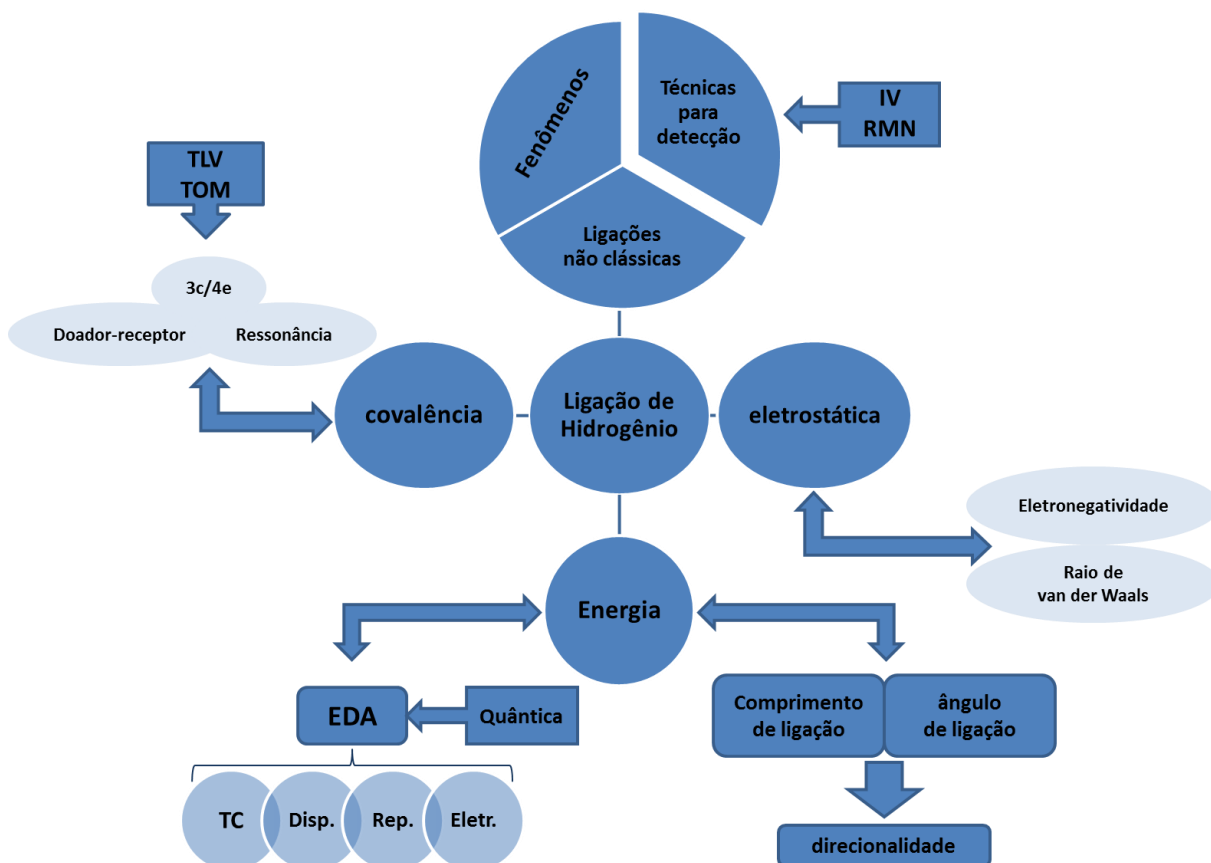 Fenômenos
Técnicas
para
detecção
IV
RMN
Ligações
não clássicas
TLV
TOM
3c/4e
Doador-receptor
Ressonância
covalência
Ligação de
Hidrogênio
eletrostática
Eletronegatividade
Raio de
van der Waals
Energia
EDA
Quântica
TC
Disp.
Rep.
Eletr.
Comprimento
de ligação
ângulo
de ligação
direcionalidade